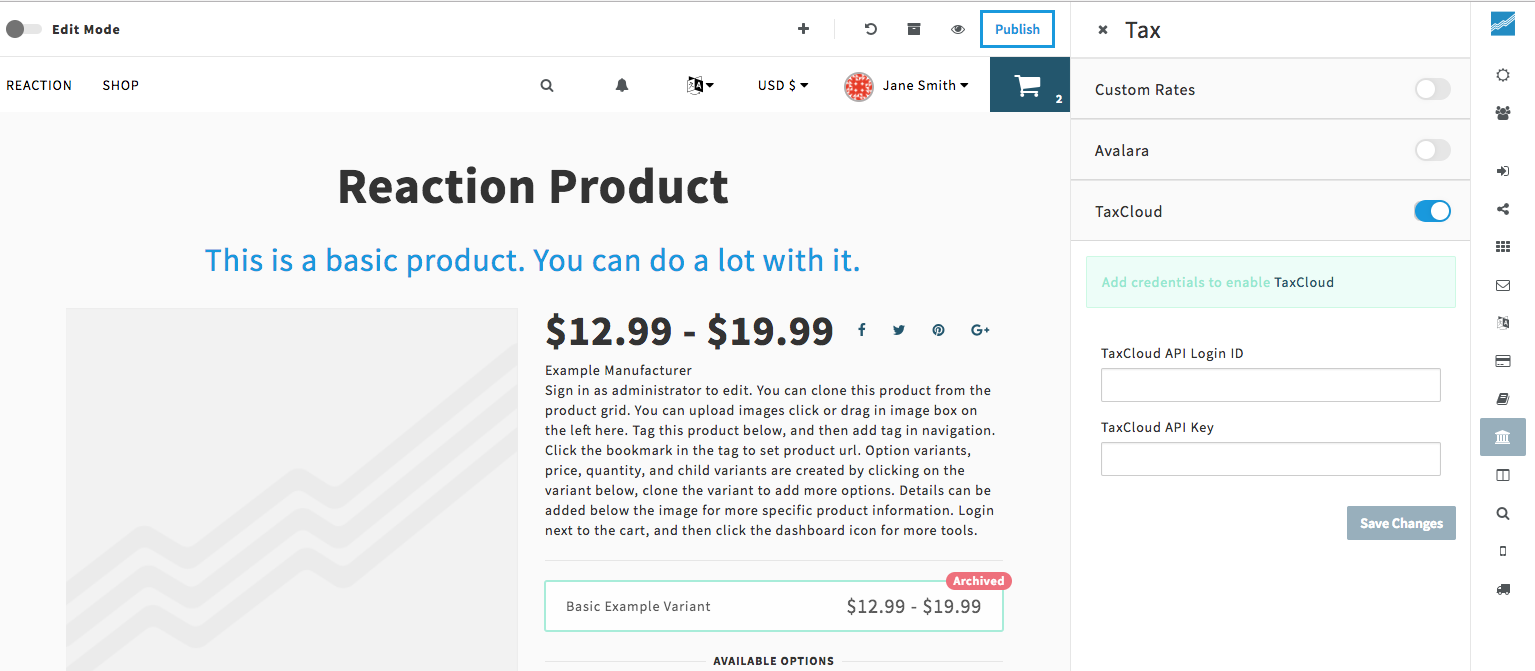 Edit Mode
Publish
REACTION
SHOP
USD $
Jane Smith
2
Reaction Product
This is a basic product. You can do a lot with it.
$12.99 - $19.99
Example Manufacturer
Sign in as administrator to edit. You can clone this product from the
product grid. You can upload images click or drag in image box on
the left here. Tag this product below, and then add tag in navigation.
Click the bookmark in the tag to set product url. Option variants,
price, quantity, and child variants are created by clicking on the
variant below, clone the variant to add more options. Details can be
added below the image for more specific product information. Login
next to the cart, and then click the dashboard icon for more tools.
Archived
Basic Example Variant
$12.99 - $19.99
AVAILABLE OPTIONS
Tax
Custom Rates
Avalara
TaxCloud
Add credentials to enable TaxCloud
TaxCloud API Login ID
TaxCloud API Key
Save Changes